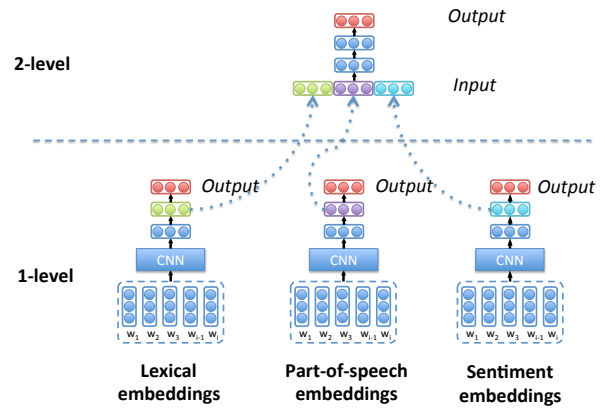 Output
2-level
Input
Output Output Output
CNN CNN CNN
1-level
w1 w2 w3 wi-1 wi w1 w2 w3 wi-1 wi w1 w2 w3 wi-1 wi
Lexical Part-of-speech Sentiment
embeddings embeddings embeddings